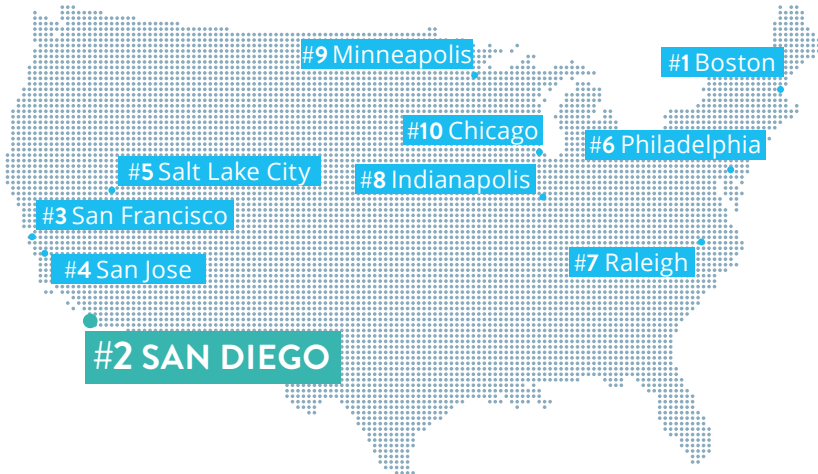 #9 Minneapolis
#1 Boston
#10 Chicago
#6 Philadelphia
#5 Salt Lake City
#8 Indianapolis
#3 San Francisco
#4 San Jose
#7 Raleigh
#2 SAN DIEGO